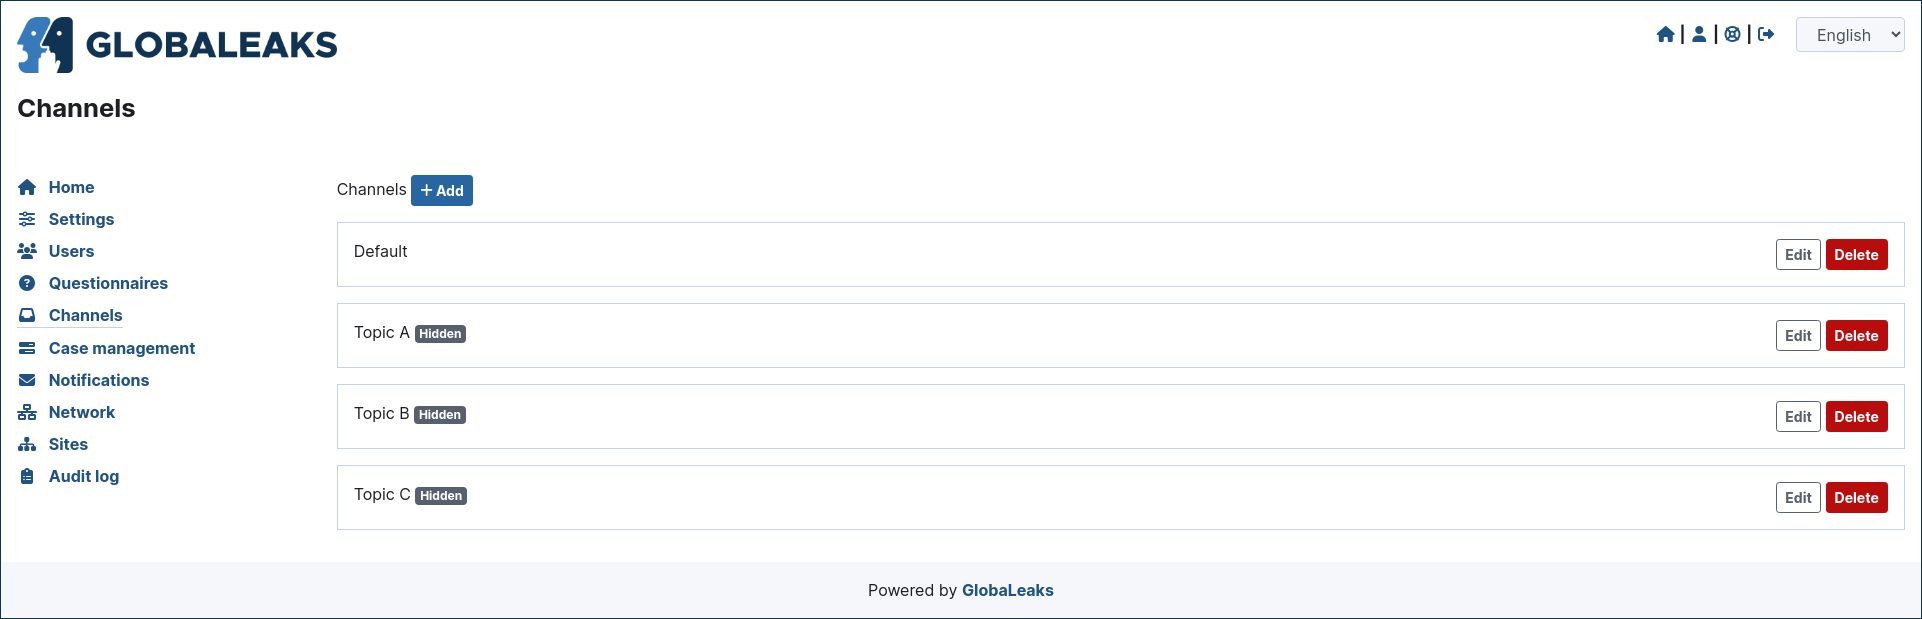 GLOBALEAKS
English
Channels
Home
Settings
Users
Questionnaires
Channels
Case management
Notifications
Network
Sites
Audit log
Channels + Add
Default Edit Delete
Topic A Hidden Edit Delete
Topic B Hidden Edit Delete
Topic C Hidden Edit Delete
Powered by GlobaLeaks